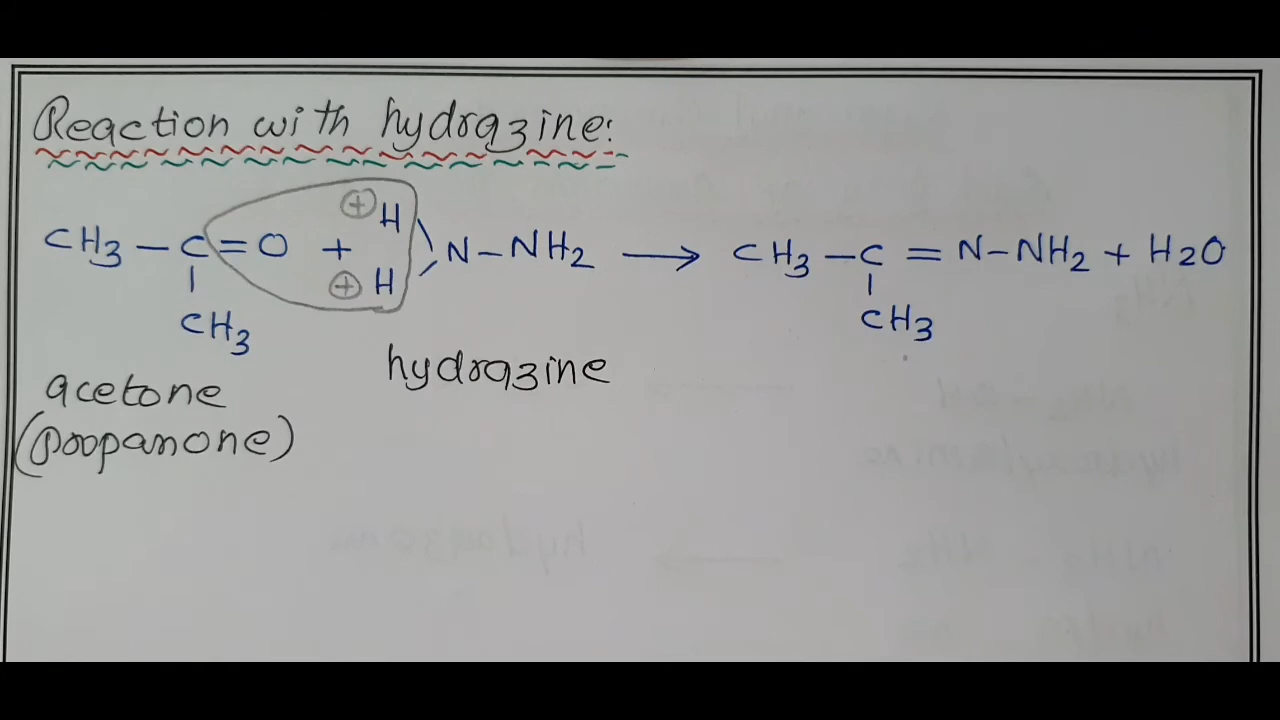 Reaction with hydrazine:
⊕ H
CH3 – C = O + N – NH2 → CH3 – C = N – NH2 + H2O
⊕ H
CH3 CH3
hydrazine
acetone
(propanone)